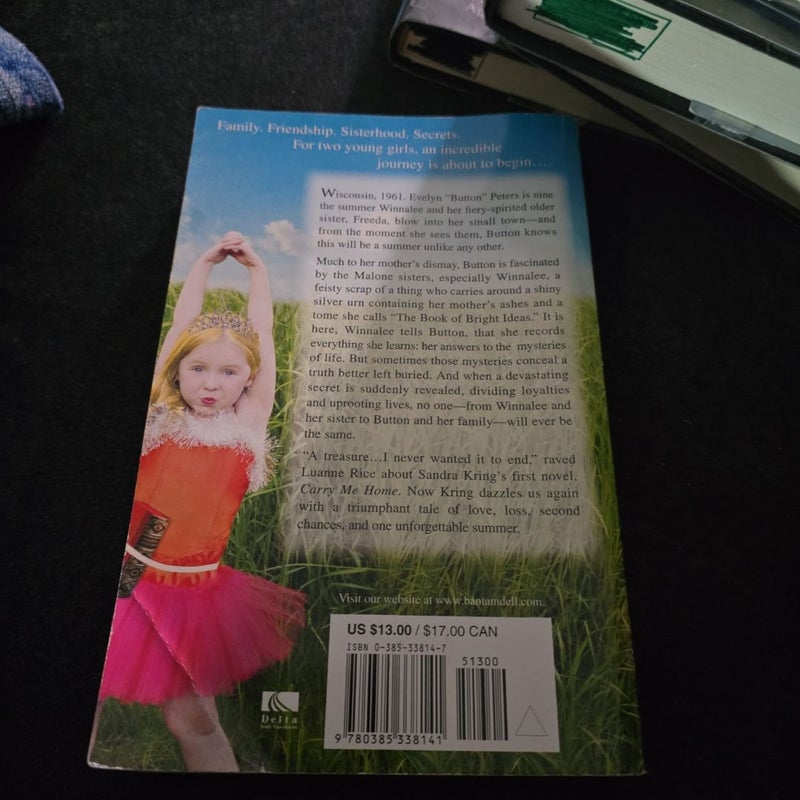 Family. Friendship. Sisterhood. Secrets.
For two young girls, an incredible
journey is about to begin....
Wisconsin, 1961. Evelyn “Button” Peters is nine
the summer Winnalee and her fiery-spirited older
sister, Freeda, blow into her small town—and
from the moment she sees them, Button knows
this will be a summer unlike any other.
Much to her mother’s dismay, Button is fascinated
by the Malone sisters, especially Winnalee, a
feisty scrap of a thing who carries around a shiny
silver urn containing her mother’s ashes and a
tome she calls “The Book of Bright Ideas.” It is
here, Winnalee tells Button, that she records
everything she learns: her answers to the mysteries
of life. But sometimes those mysteries conceal a
truth better left buried. And when a devastating
secret is suddenly revealed, dividing loyalties
and uprooting lives, no one—from Winnalee and
her sister to Button and her family—will ever be
the same.
“A treasure...I never wanted it to end,” raved
Luanne Rice about Sandra Kring’s first novel,
Carry Me Home. Now Kring dazzles us again
with a triumphant tale of love, loss, second
chances, and one unforgettable summer.
Visit our website at www.bantamdell.com.
US $13.00 / $17.00 CAN
ISBN 0-385-33814-7
51300
9 780385 338141
Delta
Trade Paperbacks